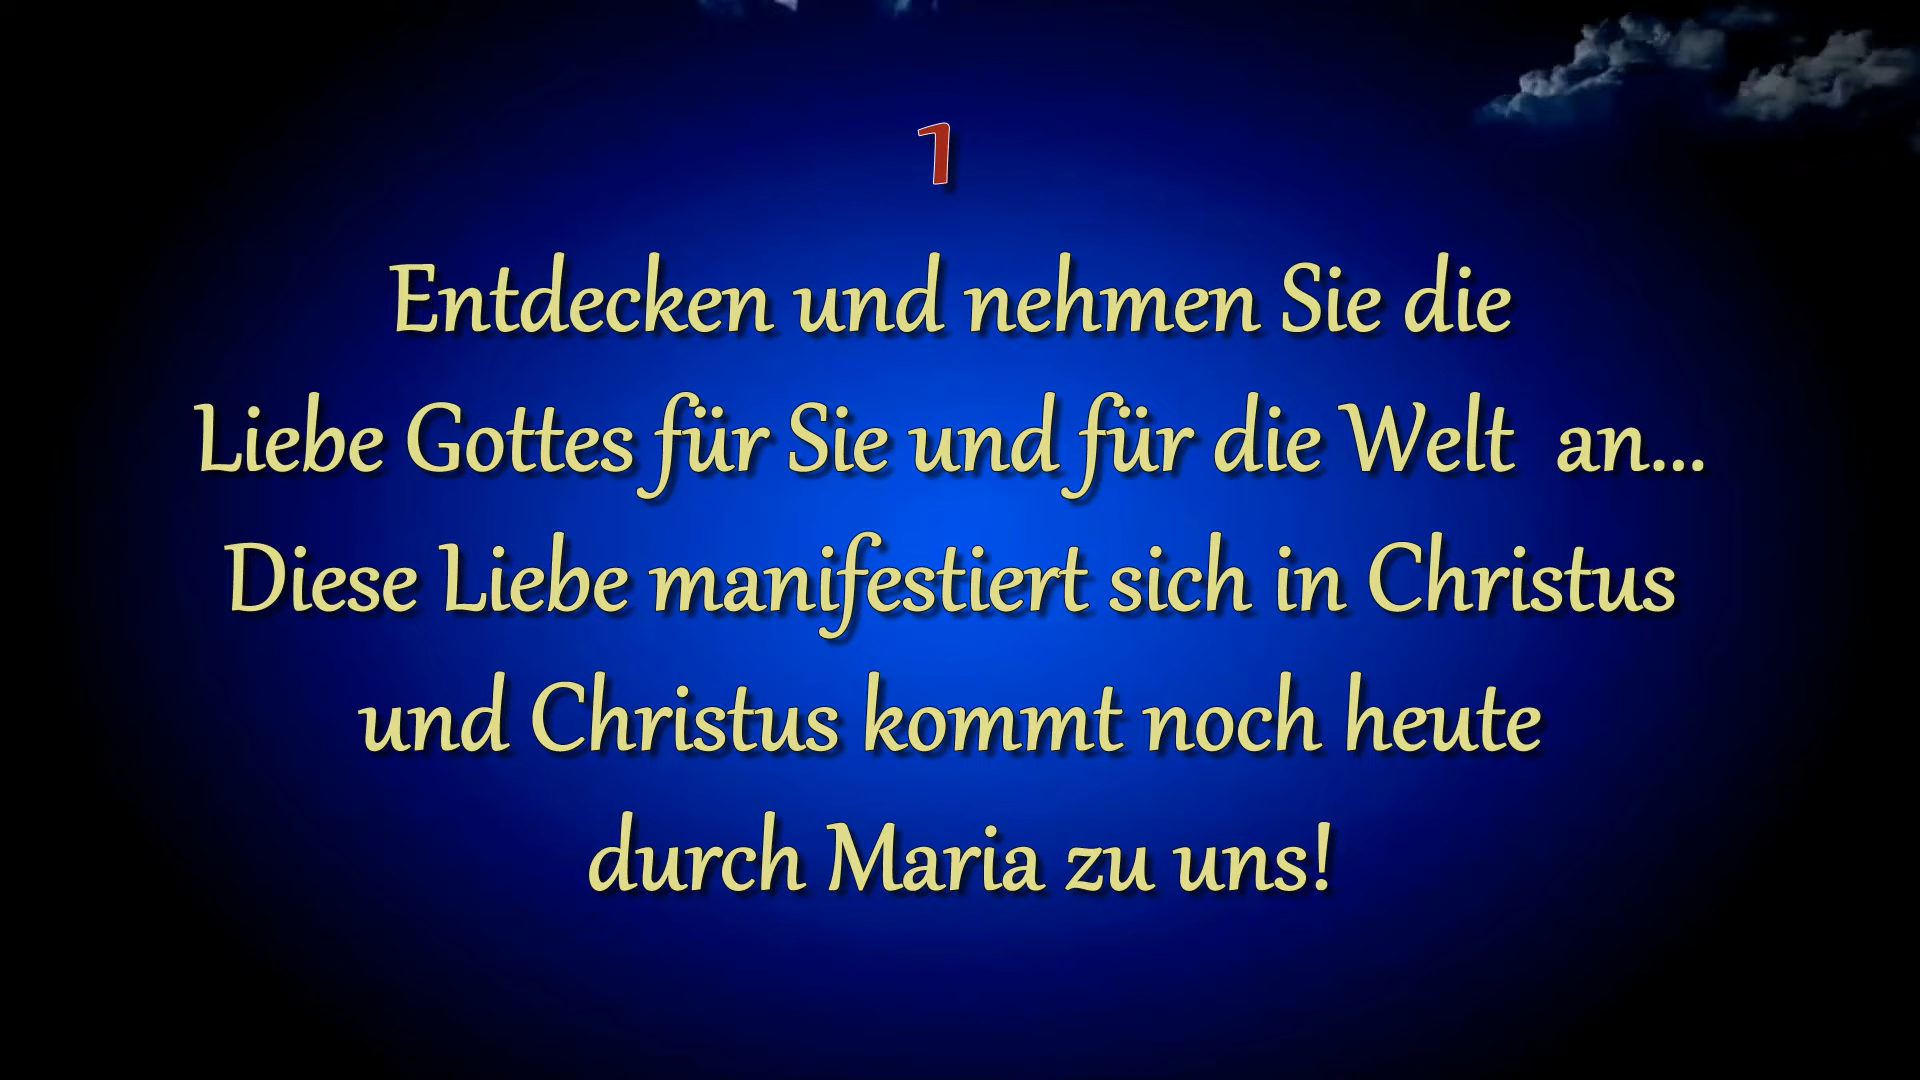 1
Entdecken und nehmen Sie die
Liebe Gottes für Sie und für die Welt  an...
Diese Liebe manifestiert sich in Christus
und Christus kommt noch heute
durch Maria zu uns!